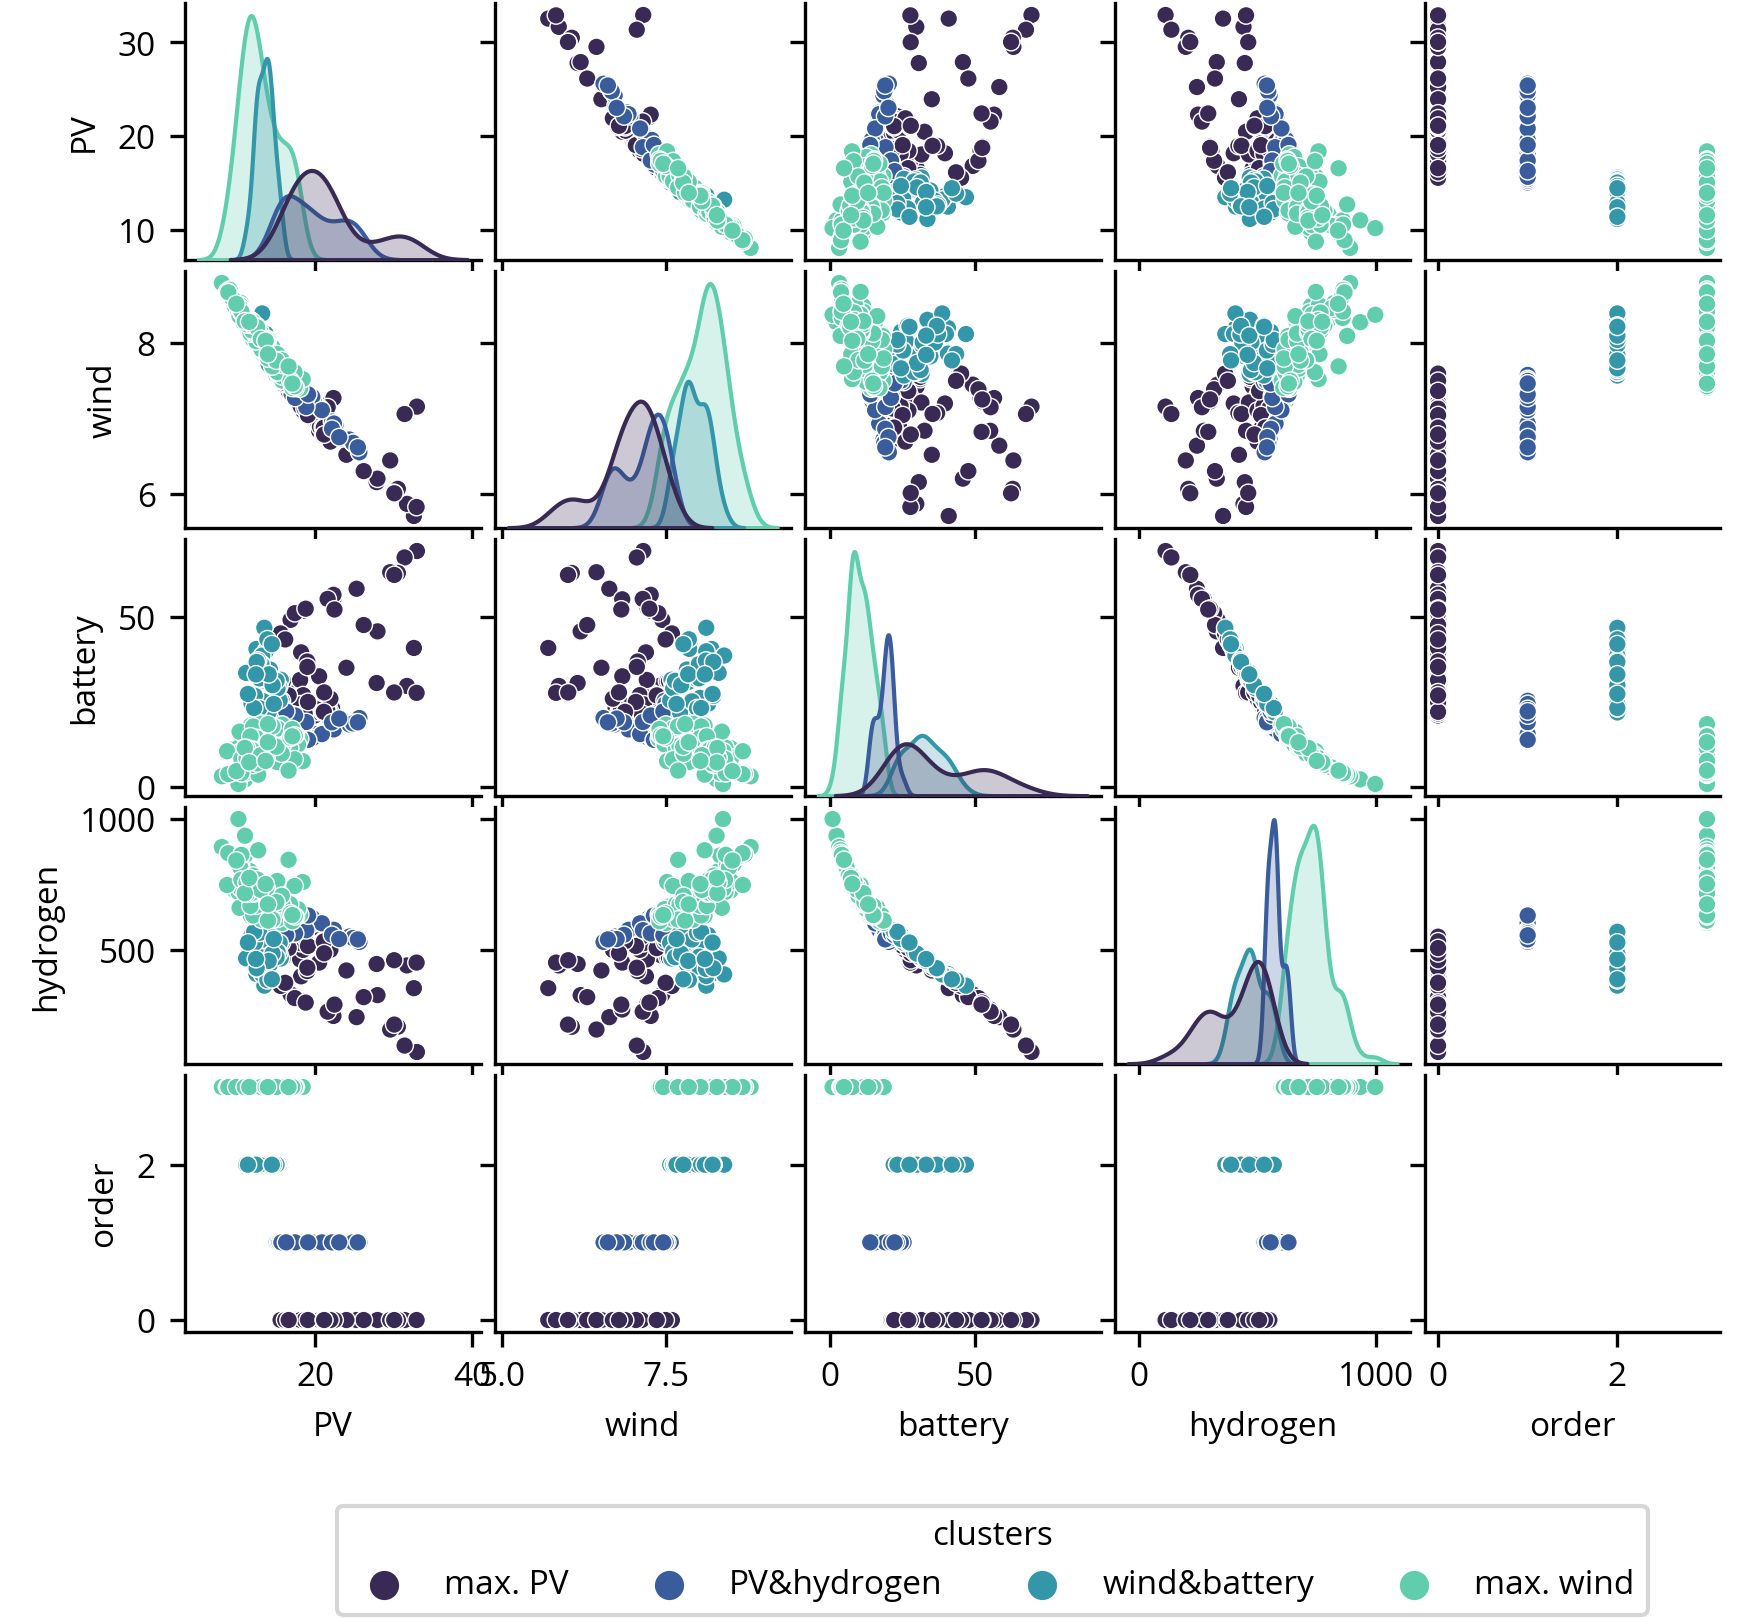 30
20
10
PV
8
6
wind
50
0
battery
1000
500
hydrogen
2
0
order
20 40 5.0 7.5 0 50 0 1000 0 2
PV wind battery hydrogen order
clusters
max. PV PV&hydrogen wind&battery max. wind